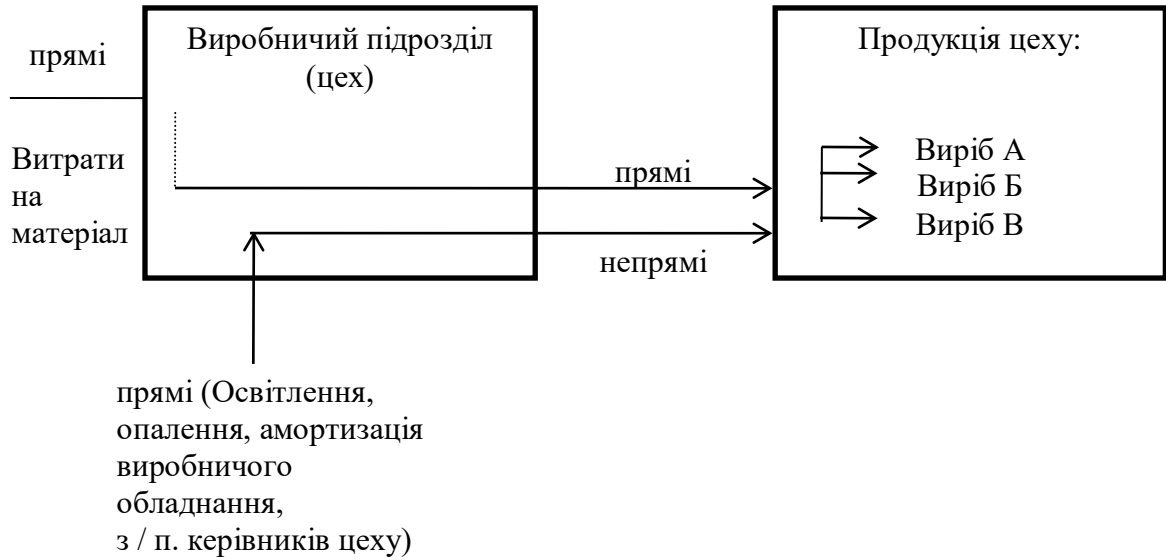 прямі
Витрати
на
матеріал
Виробничий підрозділ
(цех)
прямі
непрямі
Продукція цеху:
Виріб А
Виріб Б
Виріб В
прямі (Освітлення,
опалення, амортизація
виробничого
обладнання,
з / п. керівників цеху)